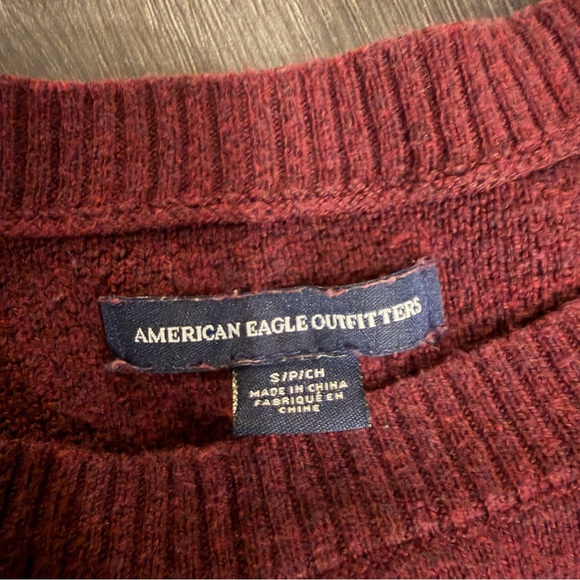 AMERICAN EAGLE OUTFITTERS
S/P/CH
MADE IN CHINA
FABRIQUÉ EN
CHINE